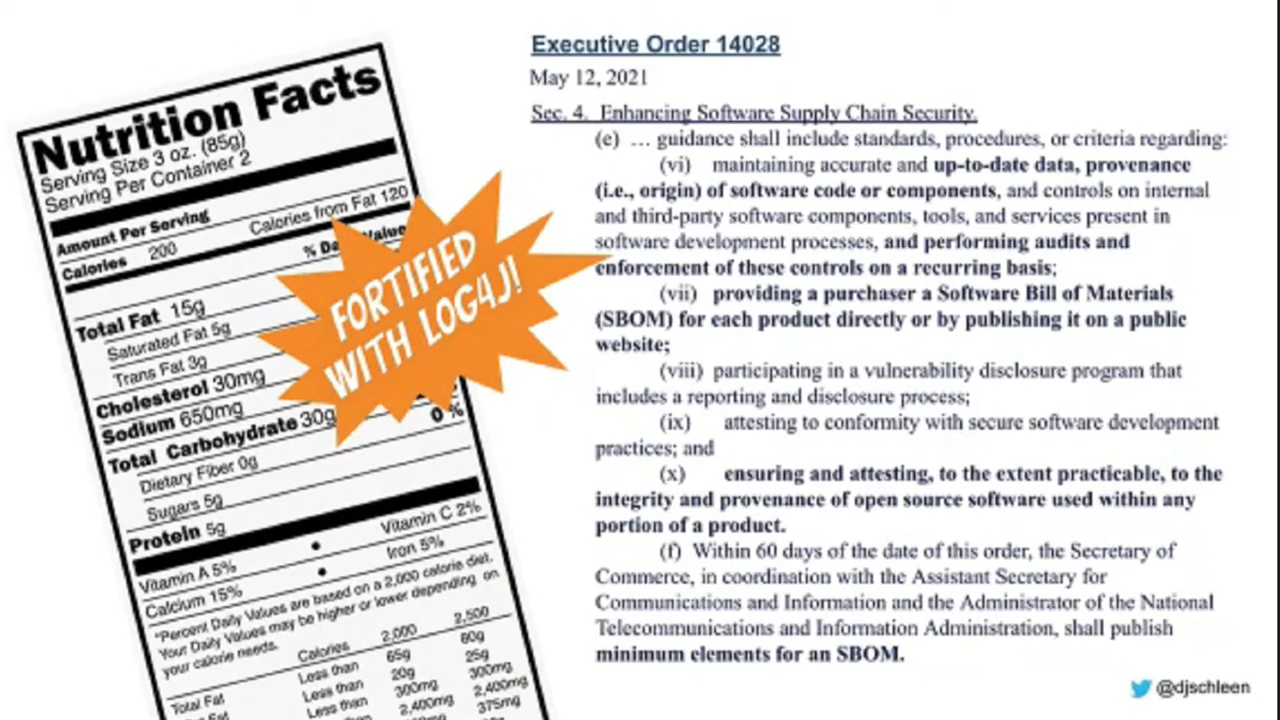 Nutrition Facts
Serving Size 3 oz. (85g)
Serving Per Container 2
Amount Per Serving
Calories 200 Calories from Fat 120
% Da Value
Total Fat 15g
Saturated Fat 5g
Trans Fat 3g
Cholesterol 30mg
Sodium 650mg
Total Carbohydrate 30g
0 %
Dietary Fiber 0g
Sugars 5g
Protein 5g
Vitamin A 5% • Vitamin C 2%
Calcium 15% • Iron 5%
*Percent Daily Values are based on a 2,000 calorie diet.
Your Daily Values may be higher or lower depending on
your calorie needs.
Calories 2,000 2,500
Total Fat Less than 65g 80g
Less than 20g 25g
Less than 300mg 300mg
2,400mg 2,400mg
375mg
FORTIFIED
WITH LOG4J!
Executive Order 14028
May 12, 2021
Sec. 4. Enhancing Software Supply Chain Security.
(e) … guidance shall include standards, procedures, or criteria regarding:
(vi) maintaining accurate and up-to-date data, provenance
(i.e., origin) of software code or components, and controls on internal
and third-party software components, tools, and services present in
software development processes, and performing audits and
enforcement of these controls on a recurring basis;
(vii) providing a purchaser a Software Bill of Materials
(SBOM) for each product directly or by publishing it on a public
website;
(viii) participating in a vulnerability disclosure program that
includes a reporting and disclosure process;
(ix) attesting to conformity with secure software development
practices; and
(x) ensuring and attesting, to the extent practicable, to the
integrity and provenance of open source software used within any
portion of a product.
(f) Within 60 days of the date of this order, the Secretary of
Commerce, in coordination with the Assistant Secretary for
Communications and Information and the Administrator of the National
Telecommunications and Information Administration, shall publish
minimum elements for an SBOM.
@djschleen